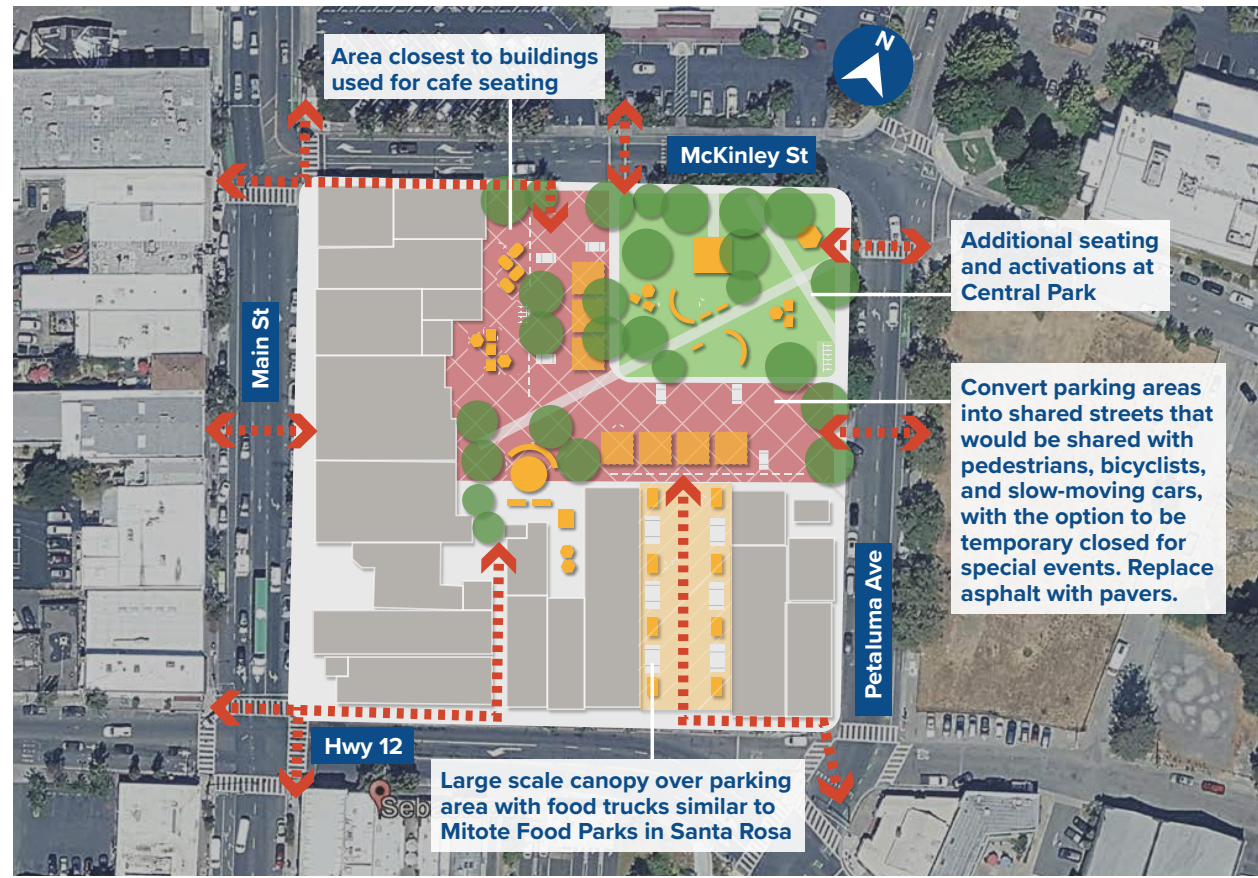 Area closest to buildings
used for cafe seating
N
McKinley St
Additional seating
and activations at
Central Park
Main St
Convert parking areas
into shared streets that
would be shared with
pedestrians, bicyclists,
and slow-moving cars,
with the option to be
temporary closed for
special events. Replace
asphalt with pavers.
Petaluma Ave
Hwy 12
Large scale canopy over parking
area with food trucks similar to
Mitote Food Parks in Santa Rosa